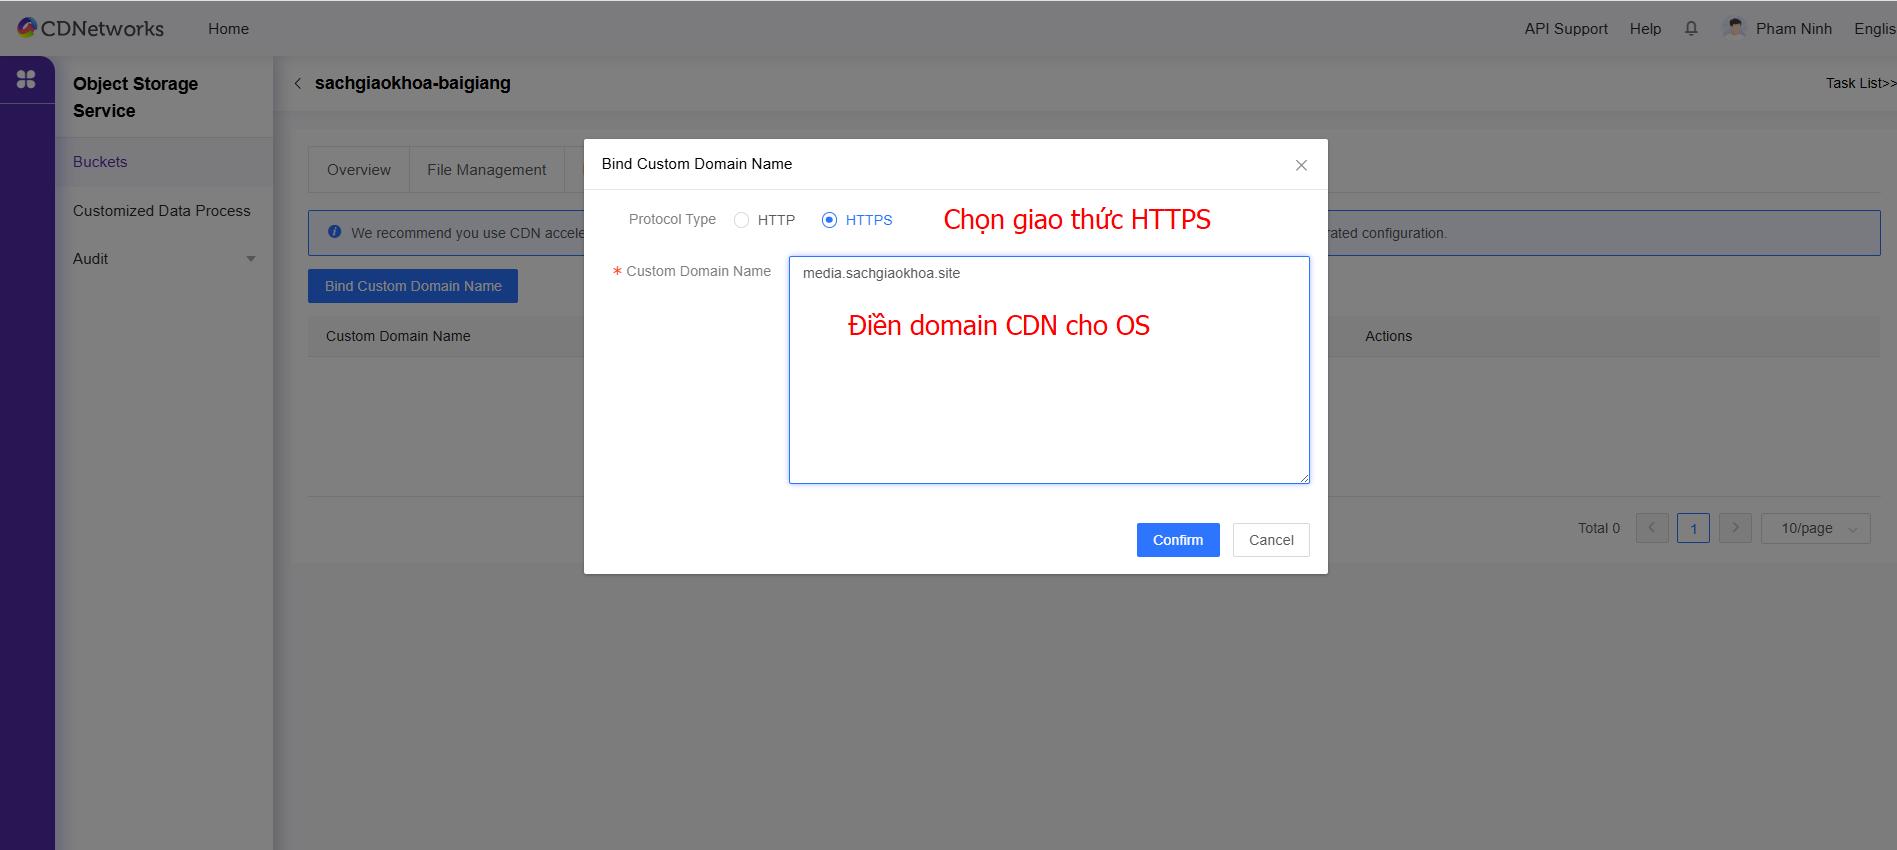 CDNetworks
Home
API Support
Help
Pham Ninh
Englis
Object Storage
Service
sachgiaokhoa-baigiang
Task List>>
Buckets
Customized Data Process
Audit
Overview
File Management
We recommend you use CDN accele
rated configuration.
Bind Custom Domain Name
Custom Domain Name
Actions
Total 0
1
10/page
Bind Custom Domain Name
Protocol Type
HTTP
HTTPS
Chọn giao thức HTTPS
* Custom Domain Name
media.sachgiaokhoa.site
Điền domain CDN cho OS
Confirm
Cancel